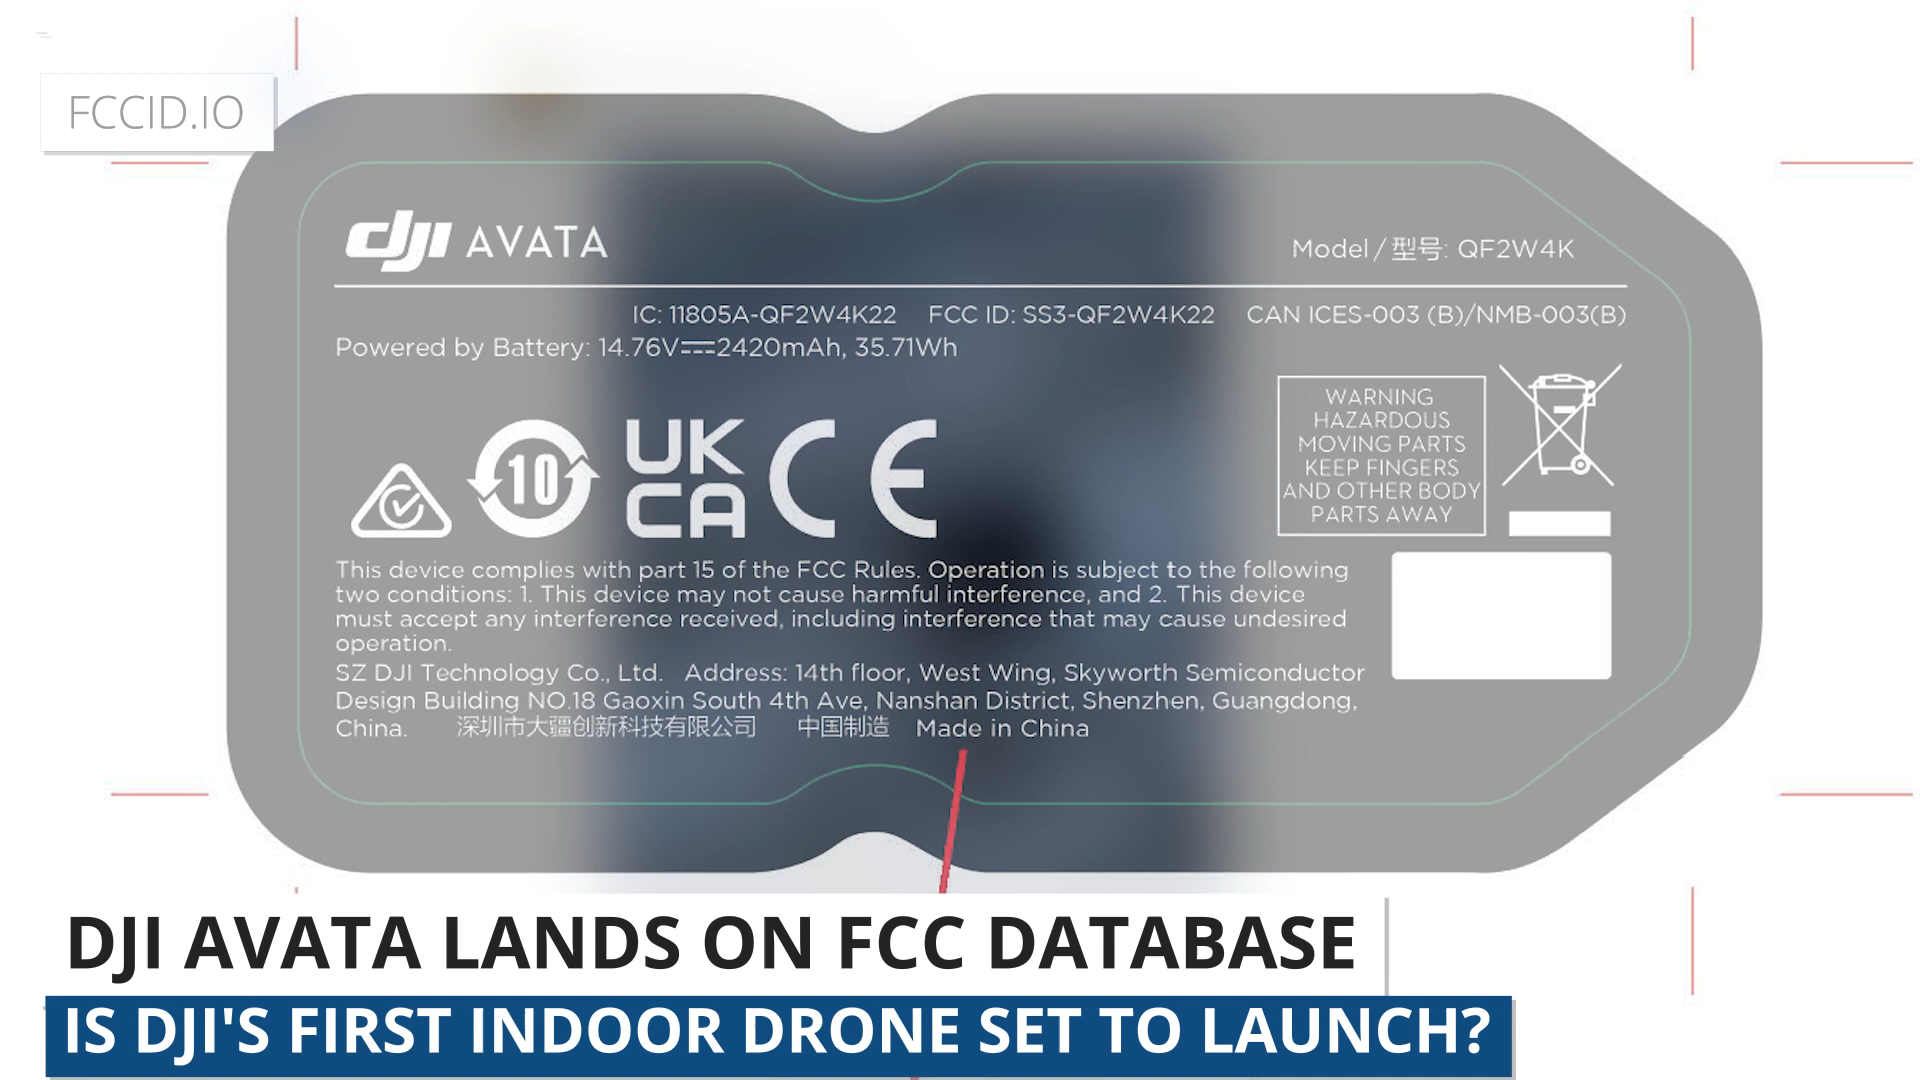 FCCID.IO
dji AVATA
Model / 型号: QF2W4K
IC: 11805A-QF2W4K22 FCC ID: SS3-QF2W4K22 CAN ICES-003 (B)/NMB-003(B)
Powered by Battery: 14.76V⎓2420mAh, 35.71Wh
10
UK
CA
CE
WARNING
HAZARDOUS
MOVING PARTS
KEEP FINGERS
AND OTHER BODY
PARTS AWAY
This device complies with part 15 of the FCC Rules. Operation is subject to the following
two conditions: 1. This device may not cause harmful interference, and 2. This device
must accept any interference received, including interference that may cause undesired
operation.
SZ DJI Technology Co., Ltd. Address: 14th floor, West Wing, Skyworth Semiconductor
Design Building NO.18 Gaoxin South 4th Ave, Nanshan District, Shenzhen, Guangdong,
China. 深圳市大疆创新科技有限公司 中国制造 Made in China
DJI AVATA LANDS ON FCC DATABASE
IS DJI'S FIRST INDOOR DRONE SET TO LAUNCH?